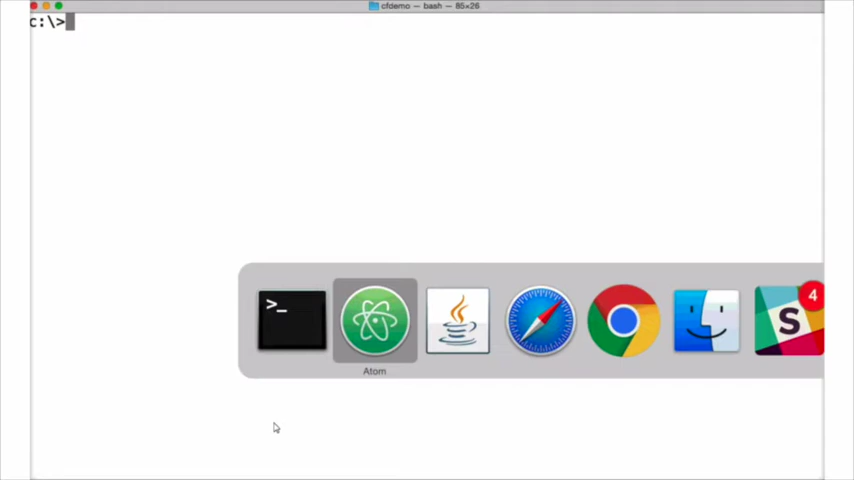 cfdemo — bash — 85×26
c:\>
>_
4
S
Atom